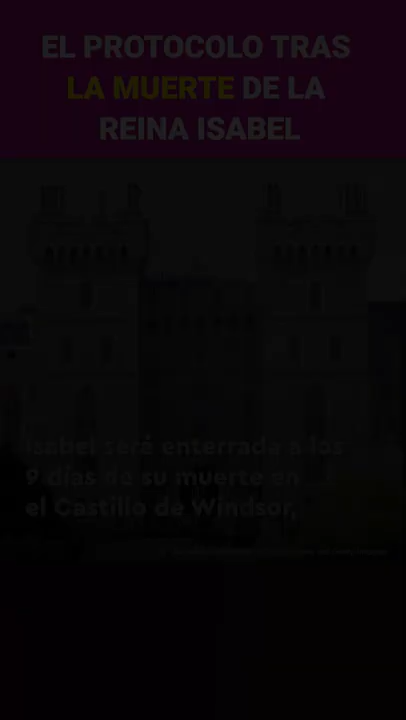 EL PROTOCOLO TRAS
LA MUERTE DE LA
REINA ISABEL
Isabel será enterrada a los
9 días de su muerte en
el Castillo de Windsor,